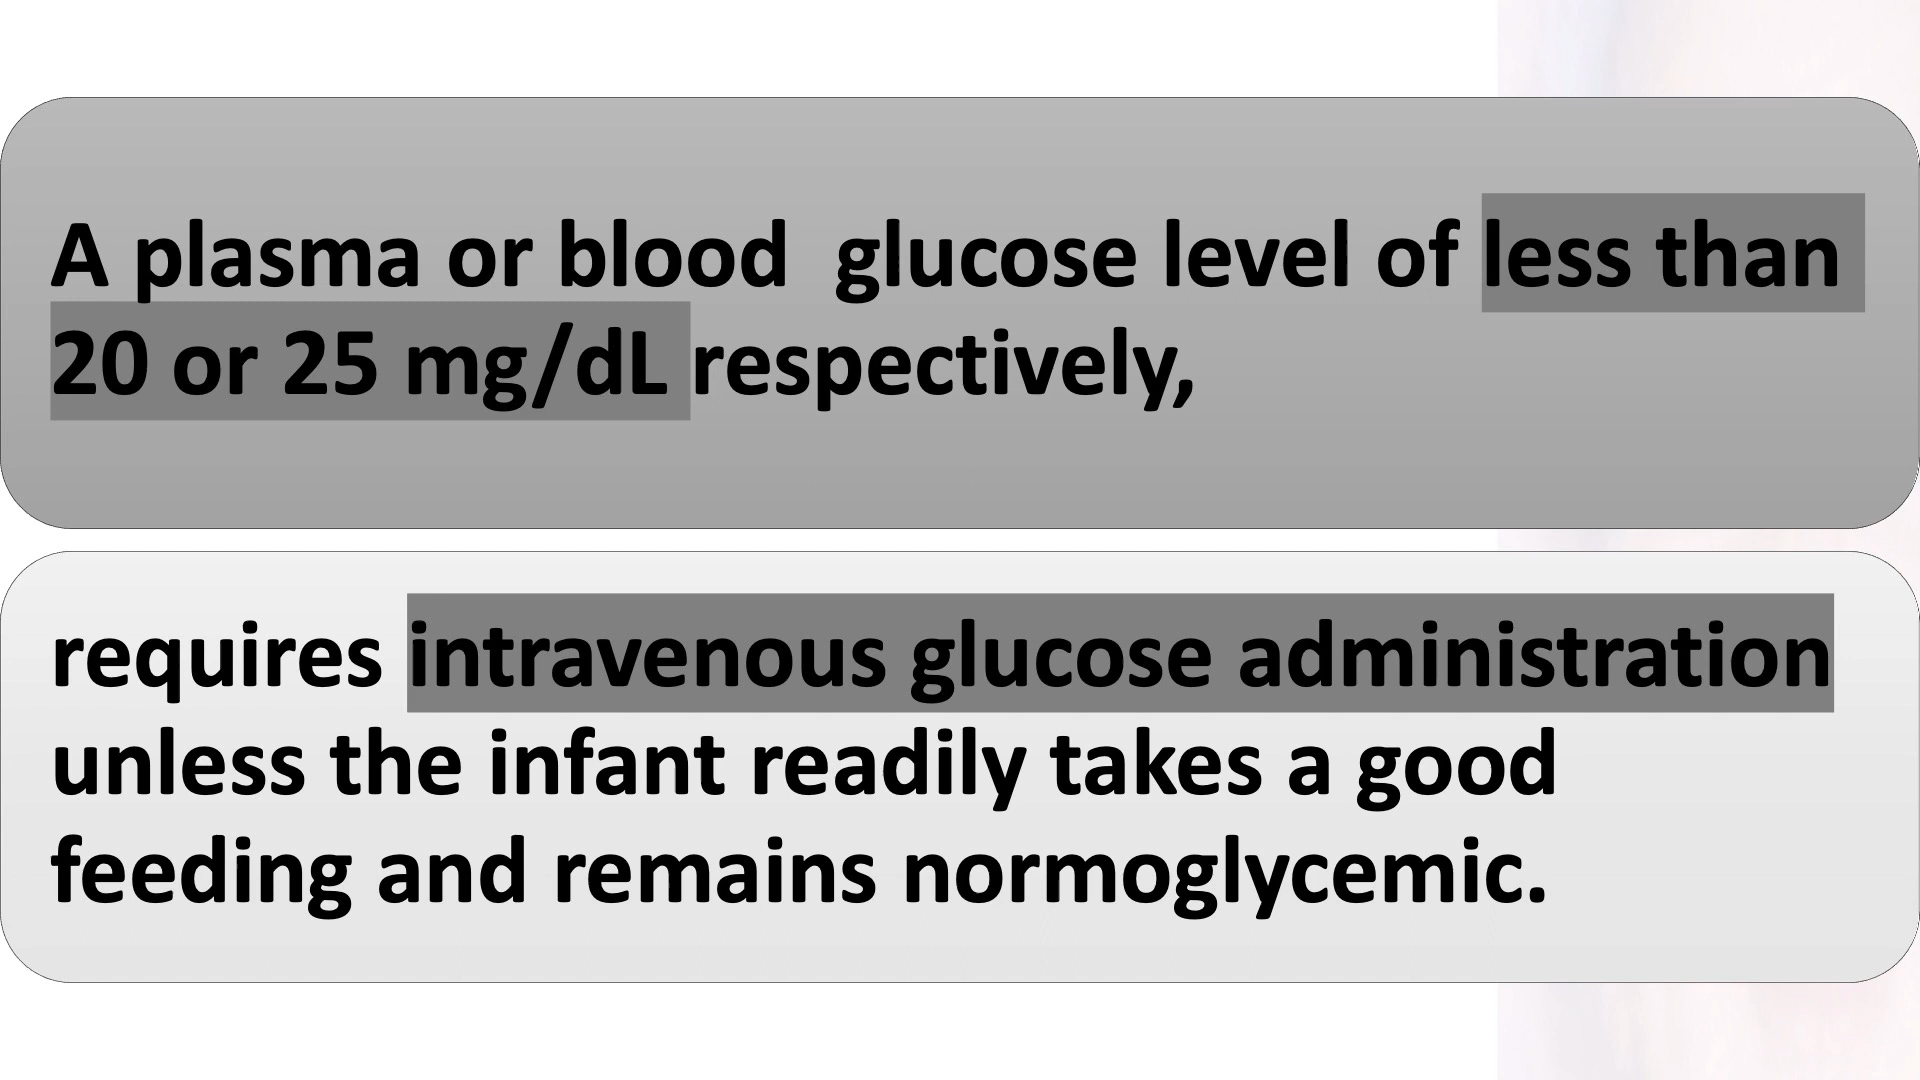 A plasma or blood  glucose level of less than
20 or 25 mg/dL respectively,
requires intravenous glucose administration
unless the infant readily takes a good
feeding and remains normoglycemic.